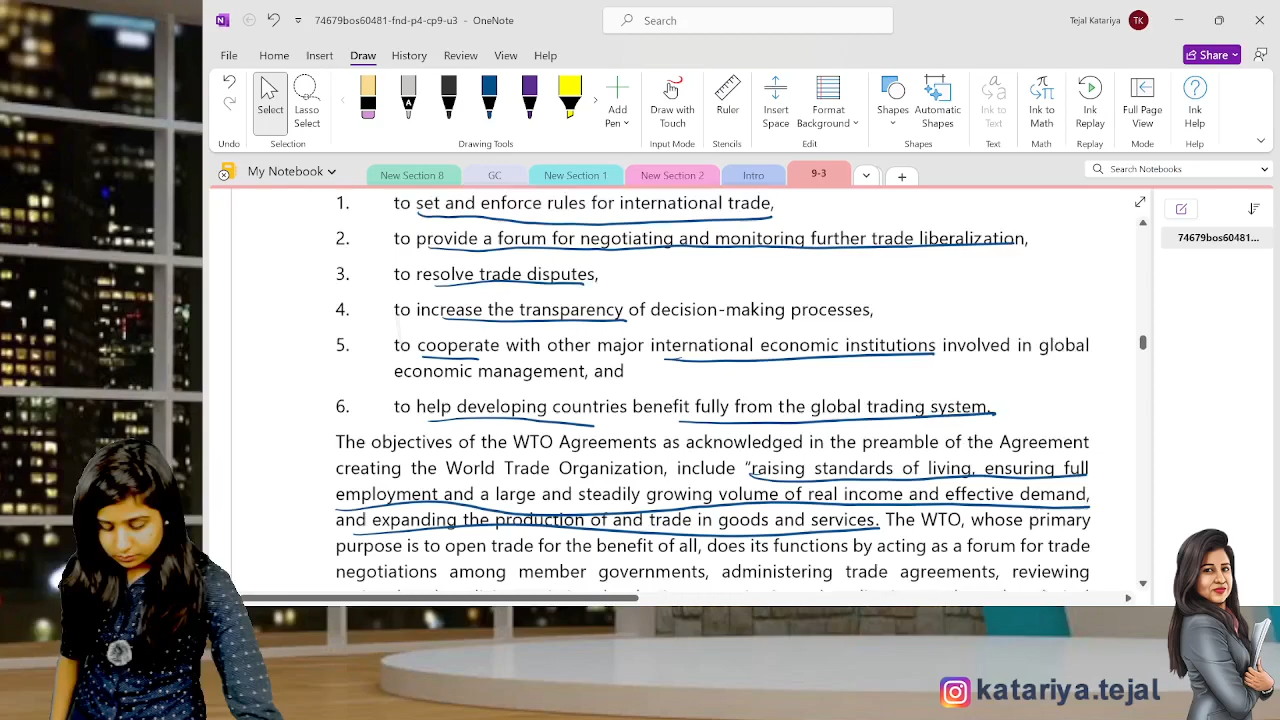 74679bos60481-fnd-p4-cp9-u3 - OneNote
Search
Tejal Katariya TK
File Home Insert Draw History Review View Help
Share
Select
Lasso Select
Add Pen
Draw with Touch
Ruler
Insert Space
Format Background
Shapes
Automatic Shapes
Ink to Text
Ink to Math
Ink Replay
Full Page View
Ink Help
Undo Selection Drawing Tools Input Mode Stencils Edit Shapes Text Math Replay View Help
My Notebook New Section 8 GC New Section 1 New Section 2 Intro 9-3 + Search Notebooks
74679bos60481...
1. to set and enforce rules for international trade,
2. to provide a forum for negotiating and monitoring further trade liberalization,
3. to resolve trade disputes,
4. to increase the transparency of decision-making processes,
5. to cooperate with other major international economic institutions involved in global
economic management, and
6. to help developing countries benefit fully from the global trading system.
The objectives of the WTO Agreements as acknowledged in the preamble of the Agreement
creating the World Trade Organization, include “raising standards of living, ensuring full
employment and a large and steadily growing volume of real income and effective demand,
and expanding the production of and trade in goods and services. The WTO, whose primary
purpose is to open trade for the benefit of all, does its functions by acting as a forum for trade
negotiations among member governments, administering trade agreements, reviewing
katariya.tejal